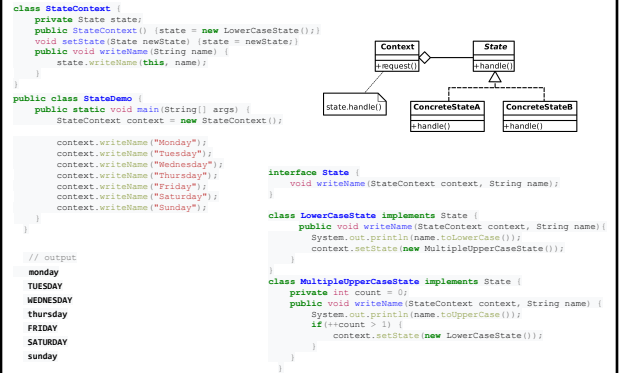 class StateContext {
private State state;
public StateContext() {state = new LowerCaseState();}
void setState(State newState) {state = newState;}
public void writeName(String name) {
state.writeName(this, name);
}
}
public class StateDemo {
public static void main(String[] args) {
StateContext context = new StateContext();
context.writeName("Monday");
context.writeName("Tuesday");
context.writeName("Wednesday");
context.writeName("Thursday");
context.writeName("Friday");
context.writeName("Saturday");
context.writeName("Sunday");
}
}
// output
monday
TUESDAY
WEDNESDAY
thursday
FRIDAY
SATURDAY
sunday
Context
+request()
State
+handle()
state.handle()
ConcreteStateA
+handle()
ConcreteStateB
+handle()
interface State {
void writeName(StateContext context, String name);
}
class LowerCaseState implements State {
public void writeName(StateContext context, String name){
System.out.println(name.toLowerCase());
context.setState(new MultipleUpperCaseState());
}
}
class MultipleUpperCaseState implements State {
private int count = 0;
public void writeName(StateContext context, String name) {
System.out.println(name.toUpperCase());
if(++count > 1) {
context.setState(new LowerCaseState());
}
}
}